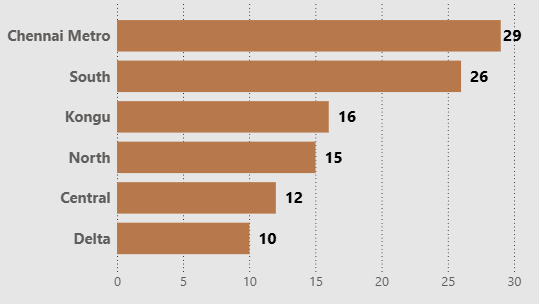 Chennai Metro 29
South 26
Kongu 16
North 15
Central 12
Delta 10
0 5 10 15 20 25 30